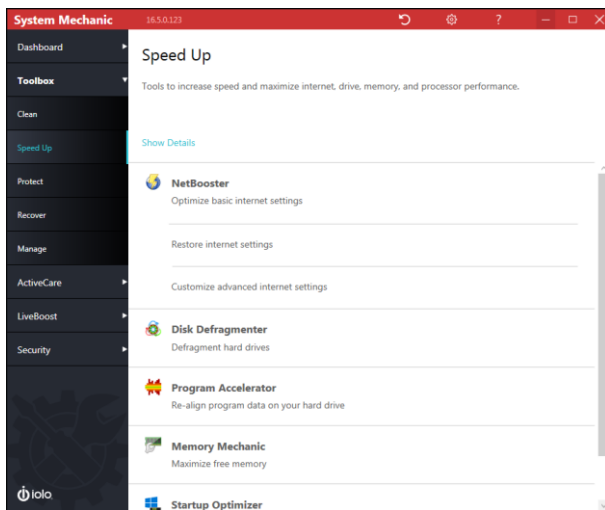 System Mechanic
16.5.0.123
?
Dashboard
Toolbox
Clean
Speed Up
Protect
Recover
Manage
ActiveCare
LiveBoost
Security
iolo
Speed Up
Tools to increase speed and maximize internet, drive, memory, and processor performance.
Show Details
NetBooster
Optimize basic internet settings
Restore internet settings
Customize advanced internet settings
Disk Defragmenter
Defragment hard drives
Program Accelerator
Re-align program data on your hard drive
Memory Mechanic
Maximize free memory
Startup Optimizer